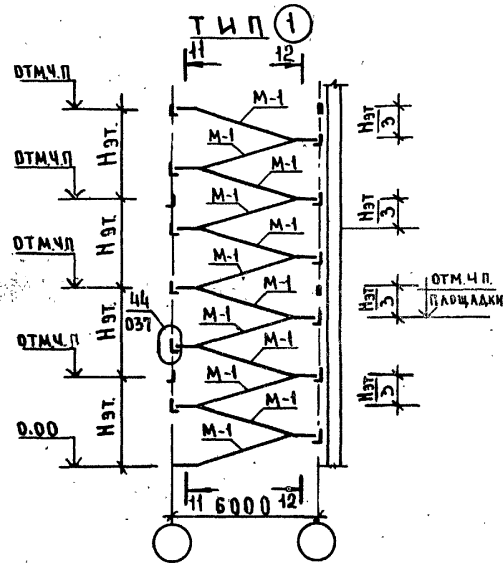 ТИП 1
11 12
ОТМ.Ч.П
М-1
Нэт.
Нэт
3
М-1
М-1
ОТМ.Ч.П
М-1
Нэт
3
Нэт.
М-1
ОТМ.Ч.П
М-1
ОТМ.Ч.П.
ПЛОЩАДКИ
Нэт
3
44
037
М-1
Нэт.
М-1
ОТМ.Ч.П
М-1
Нэт
3
М-1
Нэт.
0.00
М-1
11 6000 12